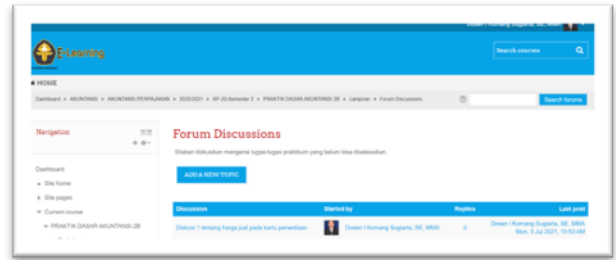 Dosen I Komang Sugiarta, SE, MMA
E-Learning
Search courses
HOME
Dashboard > AKUNTANSI > AKUNTANSI PERPAJAKAN > 2020/2021 > AP-2S-Semester 2 > PRAKTIK DASAR AKUNTANSI 2B > Lampiran > Forum Discussions
Search forums
Navigation
Forum Discussions
Silakan diskusikan mengenai tugas-tugas praktikum yang belum bisa diselesaikan.
Dashboard
ADD A NEW TOPIC
Site home
Site pages
Current course
Discussion Started by Replies Last post
PRAKTIK DASAR AKUNTANSI 2B
Diskusi 1 tentang harga jual pada kartu persediaan Dosen I Komang Sugiarta, SE, MMA 0 Dosen I Komang Sugiarta, SE, MMA
Mon, 5 Jul 2021, 10:53 AM